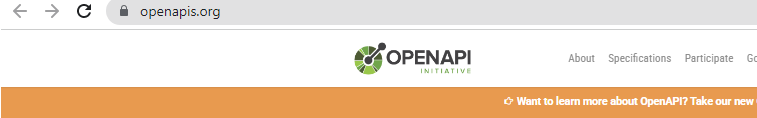 openapis.org
OPENAPI
INITIATIVE
About Specifications Participate
Want to learn more about OpenAPI? Take our new